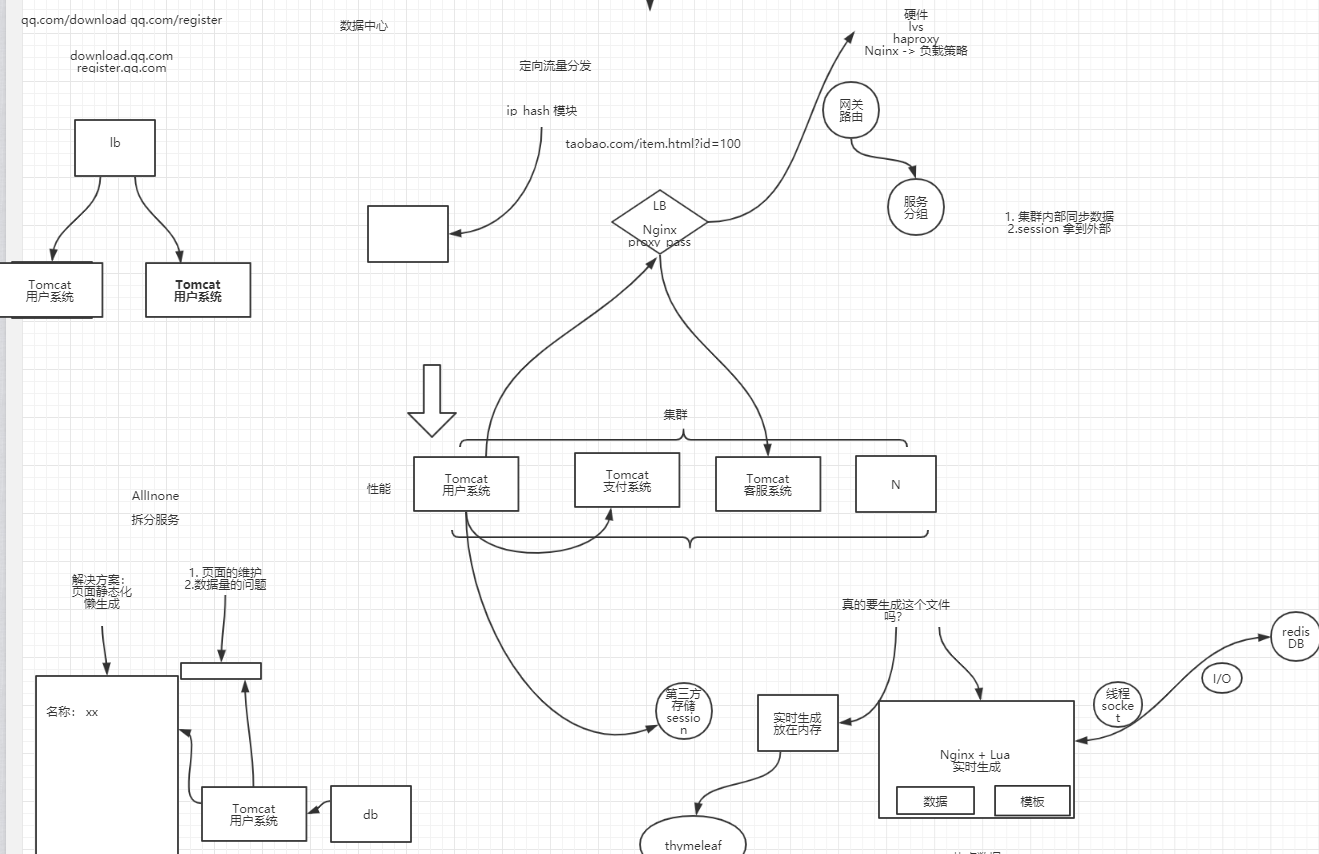 qq.com/download qq.com/register
download.qq.com
register.qq.com
数据中心
定向流量分发
ip hash 模块
taobao.com/item.html?id=100
硬件
lvs
haproxy
Nginx -> 负载策略
网关
路由
服务
分组
1. 集群内部同步数据
2.session 拿到外部
lb
Tomcat
用户系统
Tomcat
用户系统
LB
Nginx
proxy pass
集群
性能
Tomcat
用户系统
Tomcat
支付系统
Tomcat
客服系统
N
AllInone
拆分服务
解决方案:
页面静态化
懒生成
1. 页面的维护
2.数据量的问题
名称: xx
Tomcat
用户系统
db
第三方
存储
sessio
n
真的要生成这个文件
吗?
实时生成
放在内存
thymeleaf
Nginx + Lua
实时生成
数据
模板
线程
socke
t
I/O
redis
DB